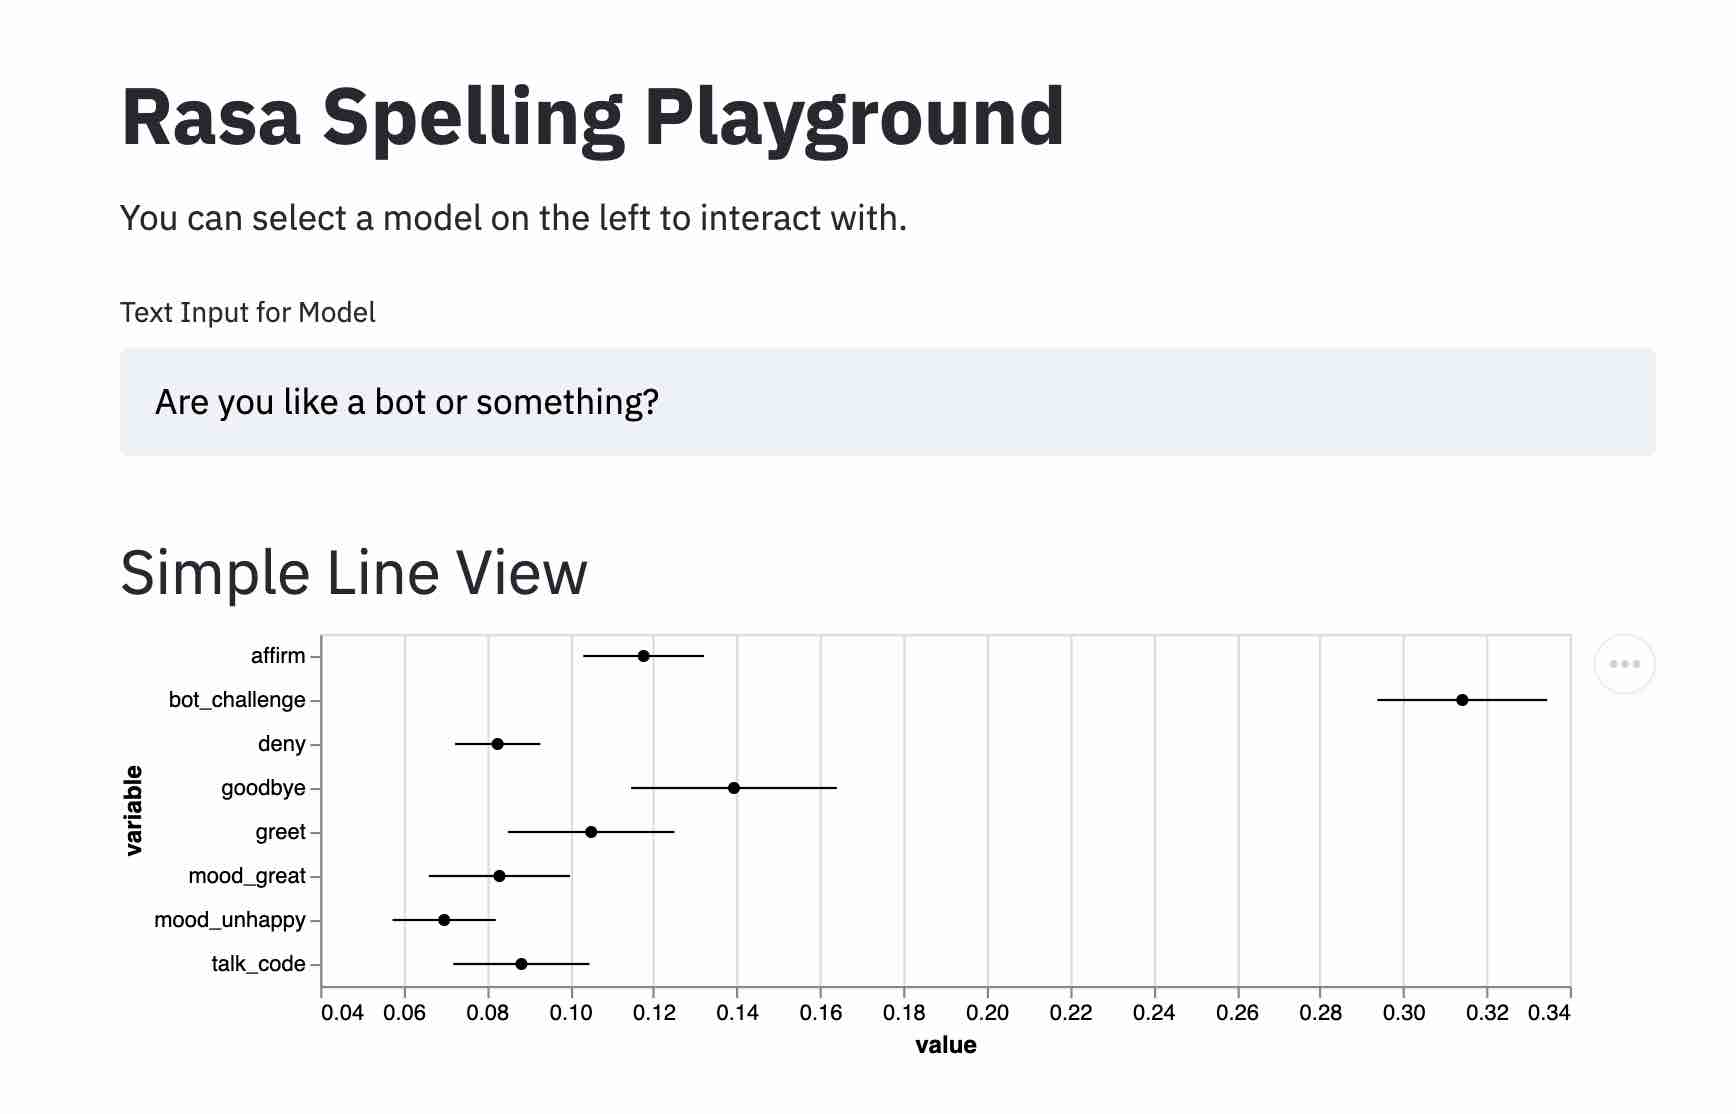 Rasa Spelling Playground
You can select a model on the left to interact with.
Text Input for Model
Are you like a bot or something?
Simple Line View
affirm
bot_challenge
deny
goodbye
greet
mood_great
mood_unhappy
talk_code
variable
0.04 0.06 0.08 0.10 0.12 0.14 0.16 0.18 0.20 0.22 0.24 0.26 0.28 0.30 0.32 0.34
value